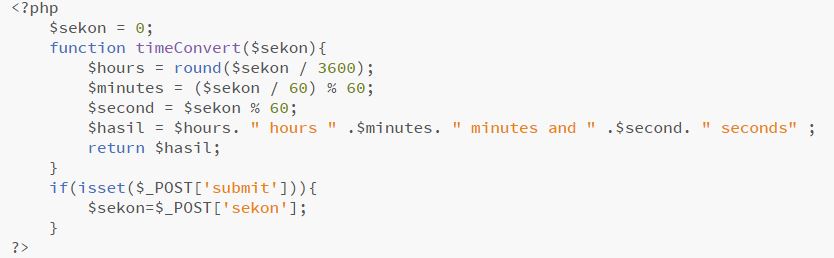 <?php
    $sekon = 0;
    function timeConvert($sekon){
        $hours = round($sekon / 3600);
        $minutes = ($sekon / 60) % 60;
        $second = $sekon % 60;
        $hasil = $hours. " hours " .$minutes. " minutes and " .$second. " seconds" ;
        return $hasil;
    }
    if(isset($_POST['submit'])){
        $sekon=$_POST['sekon'];
    }
?>